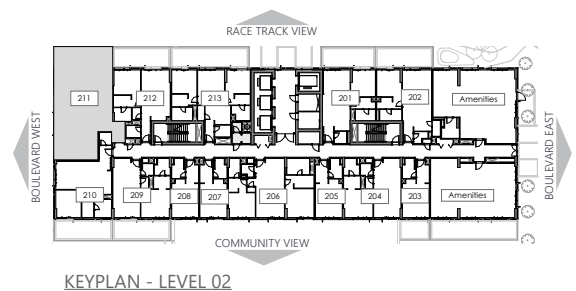 RACE TRACK VIEW
BOULEVARD WEST
211
212
213
201
202
Amenities
BOULEVARD EAST
210
209
208
207
206
205
204
203
Amenities
COMMUNITY VIEW
KEYPLAN - LEVEL 02